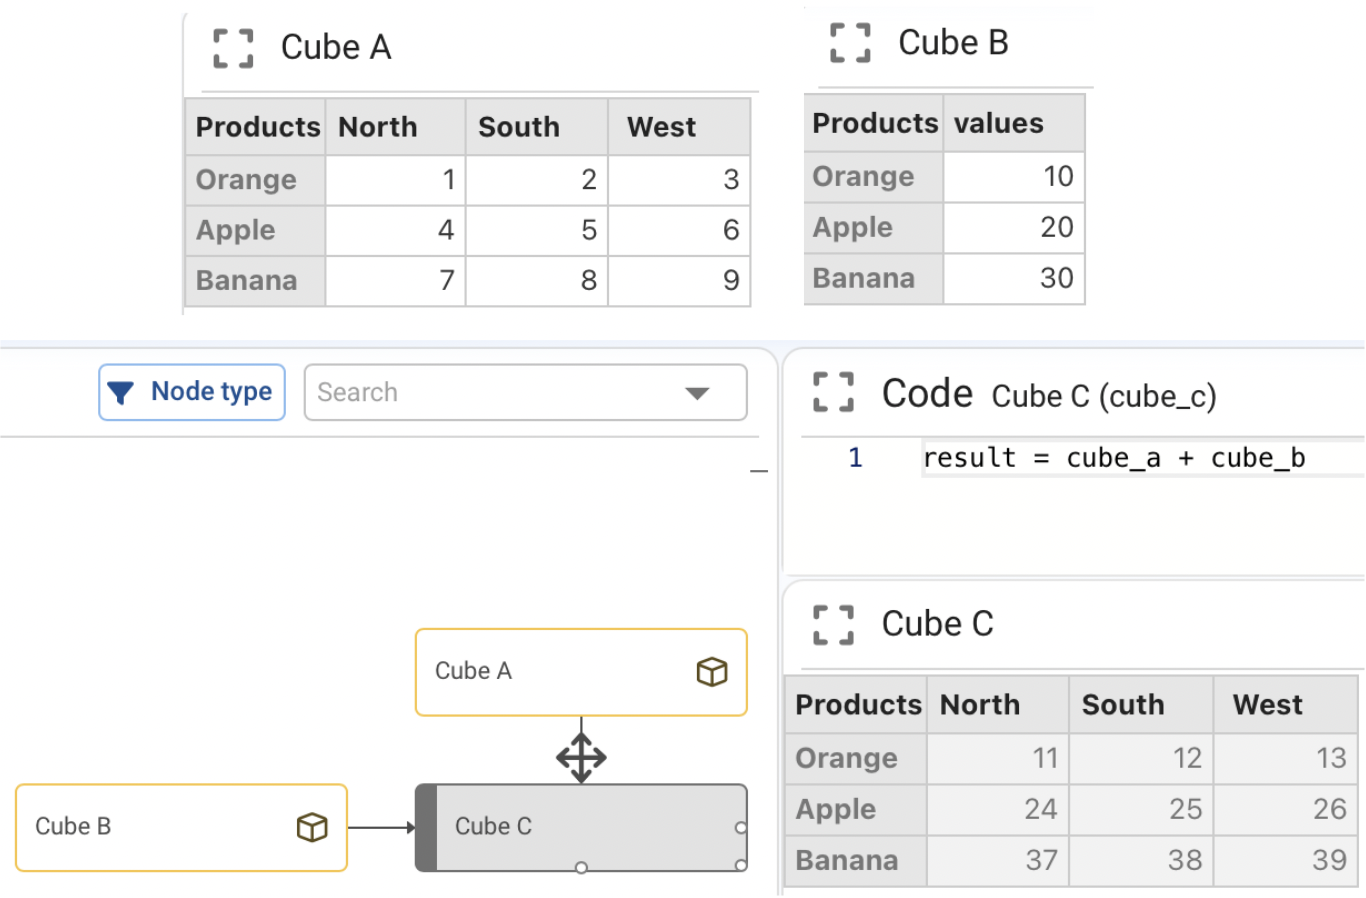 Cube A
Products North South West
Orange 1 2 3
Apple 4 5 6
Banana 7 8 9
Cube B
Products values
Orange 10
Apple 20
Banana 30
Node type
Search
Code Cube C (cube_c)
1 result = cube_a + cube_b
Cube A
Cube B
Cube C
Cube C
Products North South West
Orange 11 12 13
Apple 24 25 26
Banana 37 38 39